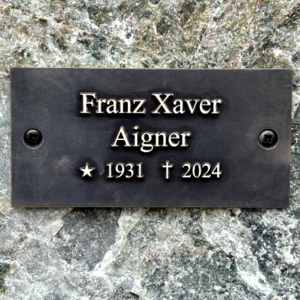 Franz Xaver
Aigner
★ 1931 † 2024